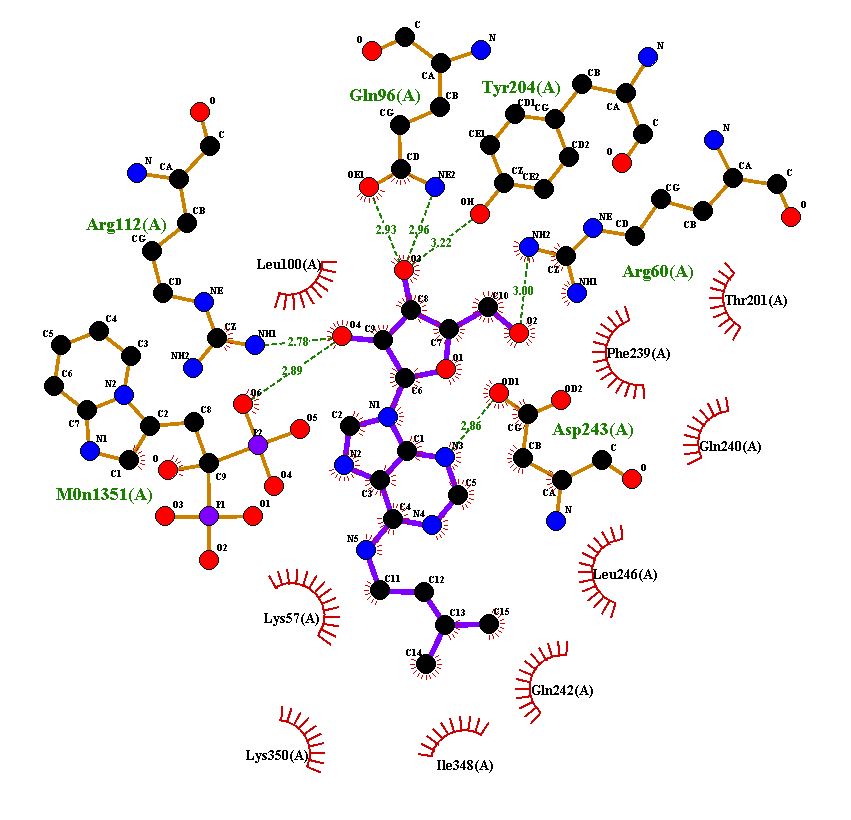 O
C
N
CA
CB
Gln96(A)
CG
CD
OE1
NE2
Tyr204(A)
CD1
CG
CB
N
CA
C
O
CE1
CD2
CZ
CE2
OH
N
CA
C
O
CB
CG
CD
NE
NH2
CZ
NH1
Arg60(A)
O
C
N
CA
CB
Arg112(A)
CG
CD
NE
CZ
NH1
NH2
2.93
2.96
3.22
3.00
2.78
2.89
2.86
Leu100(A)
Thr201(A)
Phe239(A)
Gln240(A)
Leu246(A)
Gln242(A)
Ile348(A)
Lys350(A)
Lys57(A)
O3
C8
C10
O2
O4
C9
C7
O1
C6
N1
C2
N2
C1
N3
C3
C5
C4
N4
N5
C11
C12
C13
C15
C14
OD1
OD2
CG
Asp243(A)
CB
CA
C
O
N
C4
C5
C3
C6
N2
C7
C2
C8
N1
C1
O
C9
O6
P2
O5
O4
M0n1351(A)
O3
P1
O1
O2